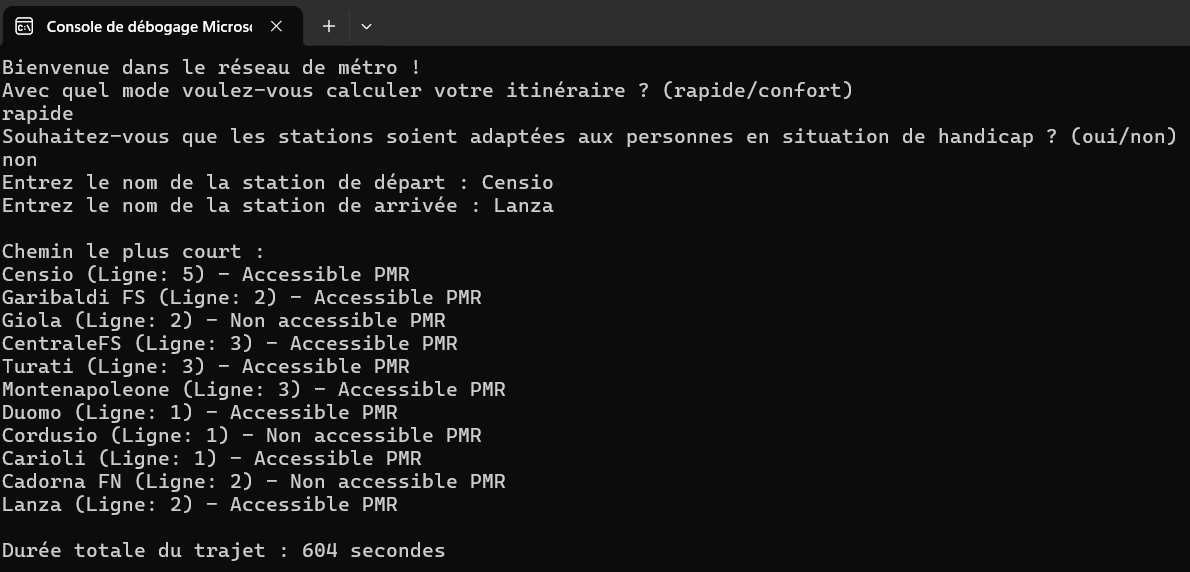 Console de débogage Micros
Bienvenue dans le réseau de métro !
Avec quel mode voulez-vous calculer votre itinéraire ? (rapide/confort)
rapide
Souhaitez-vous que les stations soient adaptées aux personnes en situation de handicap ? (oui/non)
non
Entrez le nom de la station de départ : Censio
Entrez le nom de la station de arrivée : Lanza
Chemin le plus court :
Censio (Ligne: 5) - Accessible PMR
Garibaldi FS (Ligne: 2) - Accessible PMR
Giola (Ligne: 2) - Non accessible PMR
CentraleFS (Ligne: 3) - Accessible PMR
Turati (Ligne: 3) - Accessible PMR
Montenapoleone (Ligne: 3) - Accessible PMR
Duomo (Ligne: 1) - Accessible PMR
Cordusio (Ligne: 1) - Non accessible PMR
Carioli (Ligne: 1) - Accessible PMR
Cadorna FN (Ligne: 2) - Non accessible PMR
Lanza (Ligne: 2) - Accessible PMR
Durée totale du trajet : 604 secondes